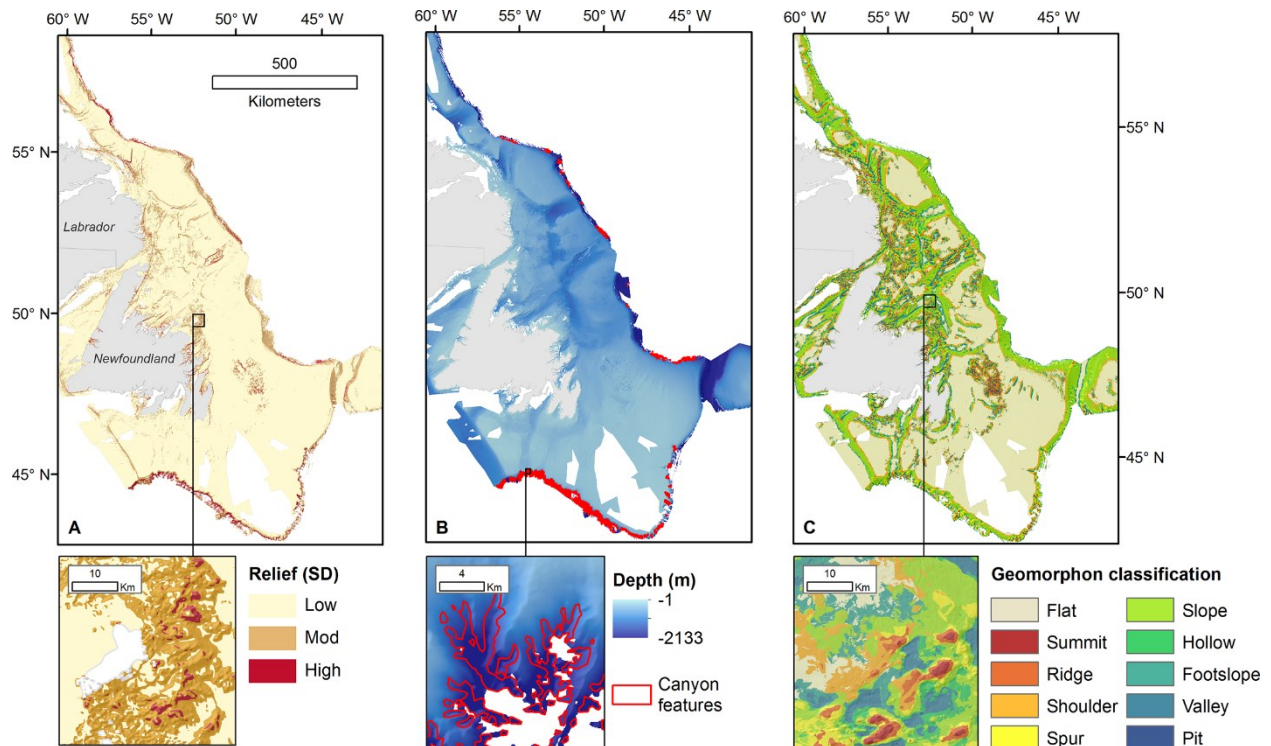 60° W 55° W 50° W 45° W
60° W 55° W 50° W 45° W
60° W 55° W 50° W 45° W
500
Kilometers
55° N
50° N
45° N
55° N
50° N
45° N
Labrador
Newfoundland
A
B
C
10
Km
Relief (SD)
Low
Mod
High
4
Km
Depth (m)
-1
-2133
Canyon
features
10
Km
Geomorphon classification
Flat
Summit
Ridge
Shoulder
Spur
Slope
Hollow
Footslope
Valley
Pit